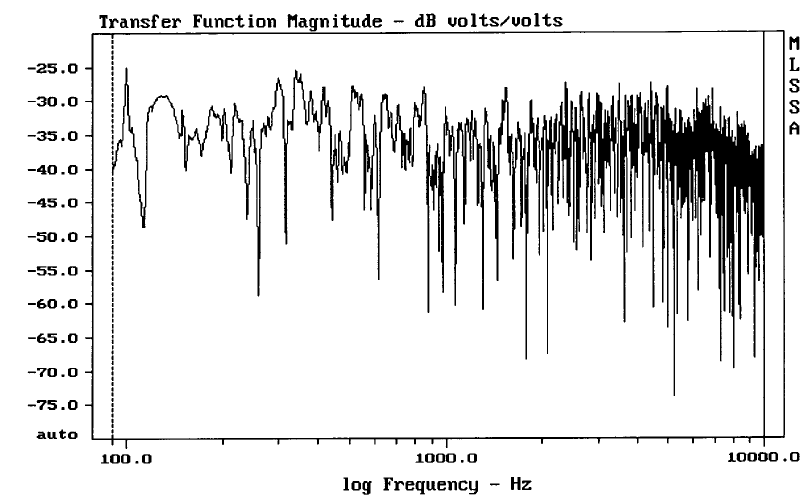 Transfer Function Magnitude - dB volts/volts
M
L
S
S
A
-25.0
-30.0
-35.0
-40.0
-45.0
-50.0
-55.0
-60.0
-65.0
-70.0
-75.0
auto
100.0 1000.0 10000.0
log Frequency - Hz